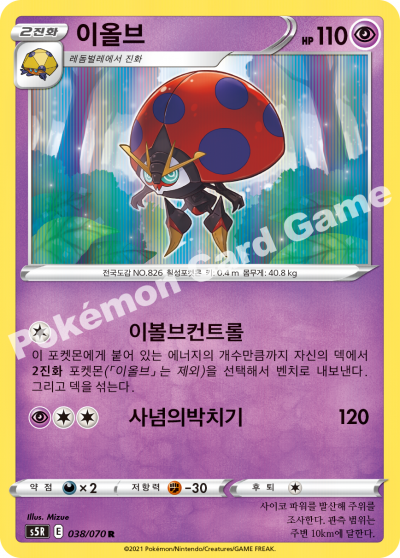 2진화 이올브 HP 110
레돔벌레에서 진화
전국도감 NO.826 칠성포켓몬 키: 0.4 m 몸무게: 40.8 kg
Pokémon Card Game
이볼브컨트롤
이 포켓몬에게 붙어 있는 에너지의 개수만큼까지 자신의 덱에서
2진화 포켓몬(「이올브」는 제외)을 선택해서 벤치로 내보낸다.
그리고 덱을 섞는다.
사념의박치기 120
약점 ×2 저항력 -30 후퇴
Illus. Mizue
s5R E 038/070 R
사이코 파워를 발산해 주위를
조사한다. 관측 범위는
주변 10km에 달한다.
©2021 Pokémon/Nintendo/Creatures/GAME FREAK.